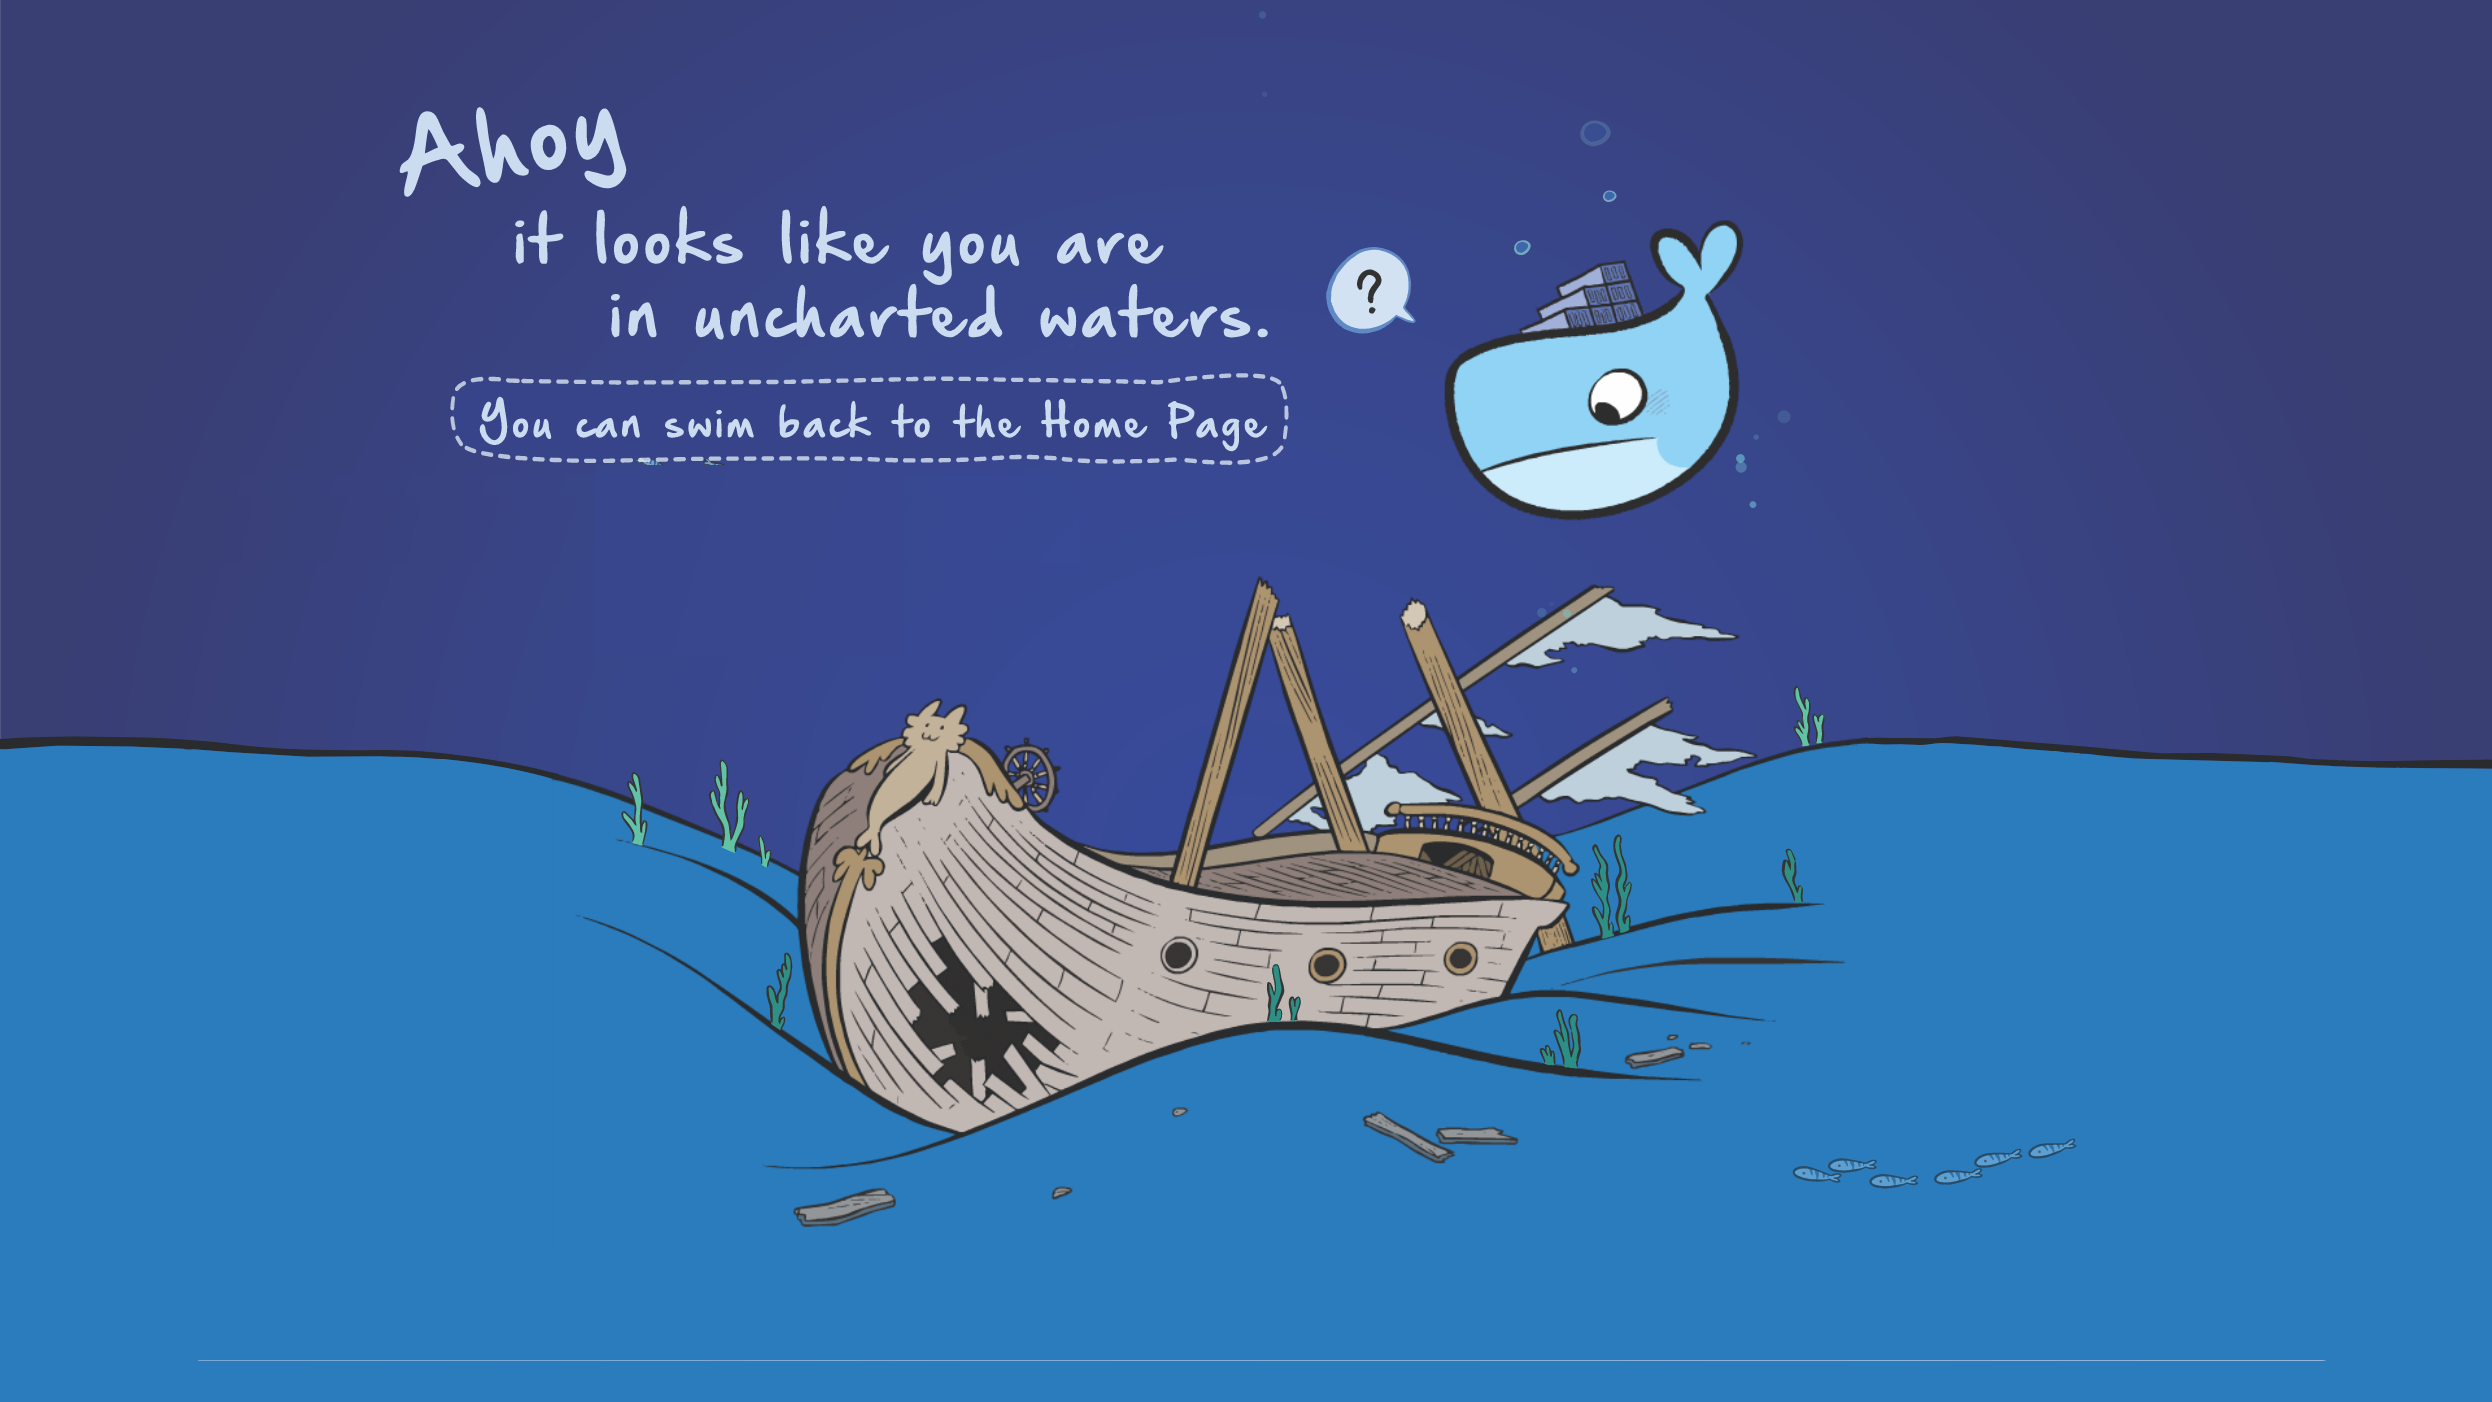 Ahoy
it looks like you are
in uncharted waters.
?
You can swim back to the Home Page